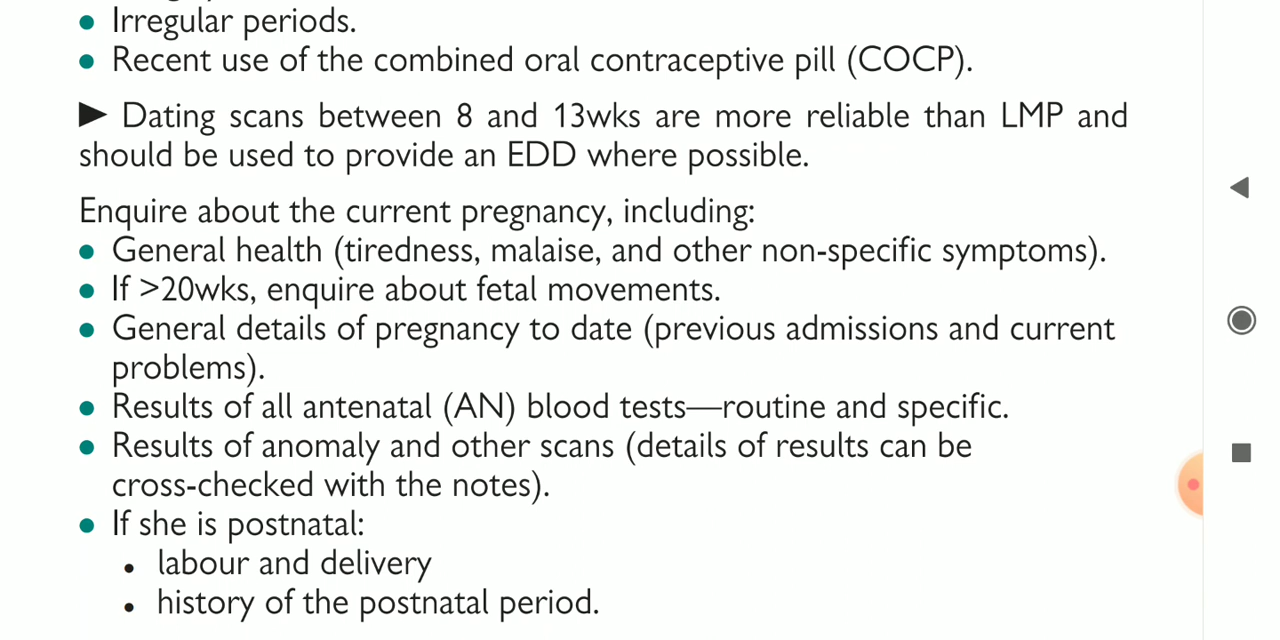 • Irregular periods.
• Recent use of the combined oral contraceptive pill (COCP).
► Dating scans between 8 and 13wks are more reliable than LMP and
should be used to provide an EDD where possible.
Enquire about the current pregnancy, including:
• General health (tiredness, malaise, and other non-specific symptoms).
• If >20wks, enquire about fetal movements.
• General details of pregnancy to date (previous admissions and current
problems).
• Results of all antenatal (AN) blood tests—routine and specific.
• Results of anomaly and other scans (details of results can be
cross-checked with the notes).
• If she is postnatal:
• labour and delivery
• history of the postnatal period.